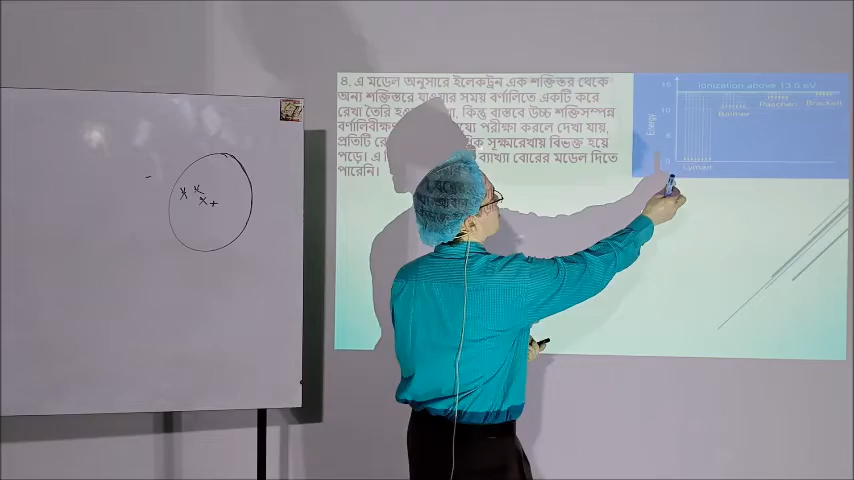 ৪. এ মডেল অনুসারে ইলেকট্রন এক শক্তিস্তর থেকে
অন্য শক্তিস্তরে যাওয়ার সময় বর্ণালিতে একটি করে
রেখা তৈরি কিন্তু বাস্তবে উচ্চ শক্তিসম্পন্ন
পরীক্ষা করলে দেখা যায়,
প্রতিটি সূক্ষ্মরেখায় বিভক্ত হয়ে
পড়ে। এ ব্যাখ্যা বোরের মডেল দিতে
পারেনি।
Ionization above 13.6 eV
Brackett
Paschen
Balmer
Energy
15
10
5
0
Lyman